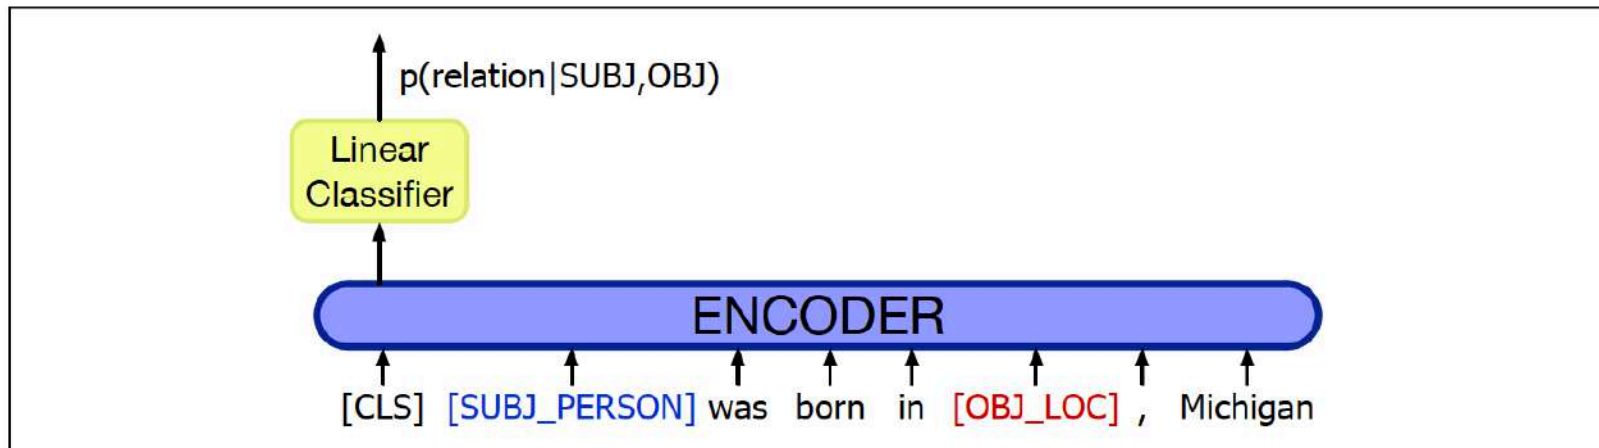 p(relation|SUBJ,OBJ)
Linear
Classifier
ENCODER
[CLS] [SUBJ_PERSON] was born in [OBJ_LOC] , Michigan